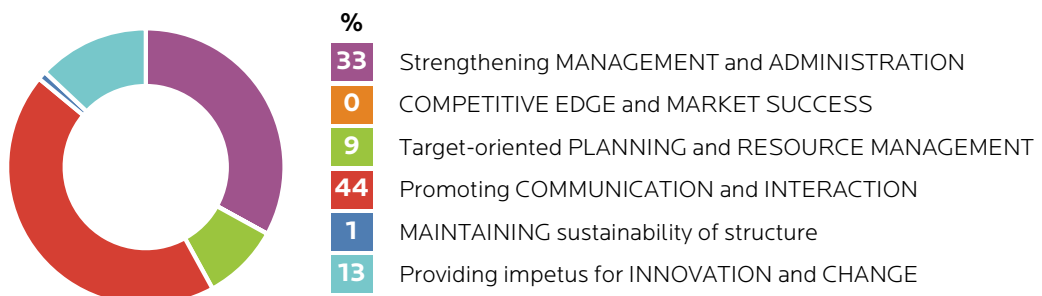 %
33 Strengthening MANAGEMENT and ADMINISTRATION
0 COMPETITIVE EDGE and MARKET SUCCESS
9 Target-oriented PLANNING and RESOURCE MANAGEMENT
44 Promoting COMMUNICATION and INTERACTION
1 MAINTAINING sustainability of structure
13 Providing impetus for INNOVATION and CHANGE